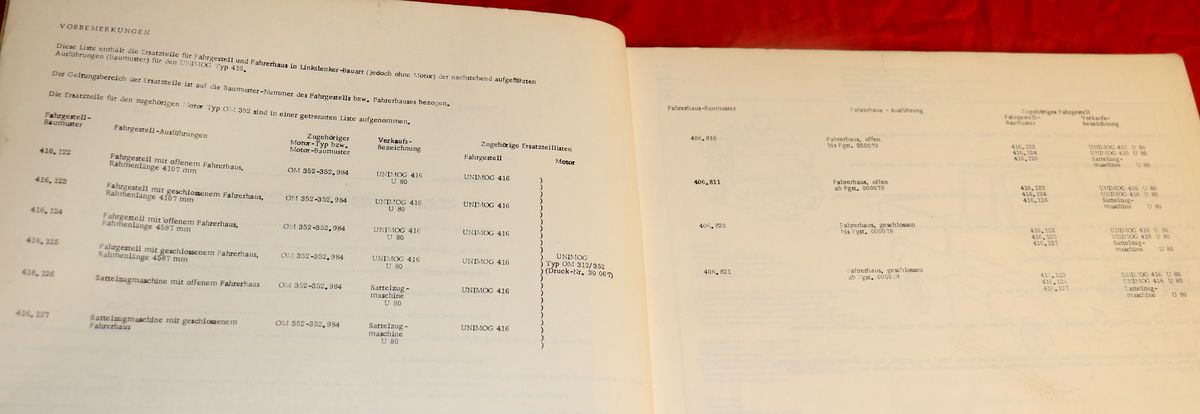 VORBEMERKUNGEN
Diese Liste enthält die Ersatzteile für Fahrgestell und Fahrerhaus in Linkslenker-Bauart (jedoch ohne Motor) der nachstehend aufgeführten
Ausführungen (Baumuster) für den UNIMOG Typ 416.
Der Geltungsbereich der Ersatzteile ist auf die Baumuster-Nummer des Fahrgestells bzw. Fahrerhauses bezogen.
Die Ersatzteile für den zugehörigen Motor Typ OM 352 sind in einer getrennten Liste aufgenommen.
Fahrgestell-Baumuster Fahrgestell-Ausführungen Zugehöriger Motor-Typ bzw. Motor-Baumuster Verkaufs-Bezeichnung Zugehörige Ersatzteillisten
Fahrgestell Motor
416.122 Fahrgestell mit offenem Fahrerhaus, OM 352-352.984 UNIMOG 416 UNIMOG 416 )
Rahmenlänge 4107 mm U 80 )
416.123 Fahrgestell mit geschlossenem Fahrerhaus, OM 352-352.984 UNIMOG 416 UNIMOG 416 )
Rahmenlänge 4107 mm U 80 )
416.124 Fahrgestell mit offenem Fahrerhaus, OM 352-352.984 UNIMOG 416 UNIMOG 416 )
Rahmenlänge 4587 mm U 80 )
416.125 Fahrgestell mit geschlossenem Fahrerhaus, OM 352-352.984 UNIMOG 416 UNIMOG 416 ) UNIMOG
Rahmenlänge 4587 mm U 80 ) Typ OM 312/352
) (Druck-Nr. 30 067)
416.126 Sattelzugmaschine mit offenem Fahrerhaus OM 352-352.984 Sattelzug- UNIMOG 416 )
maschine )
U 80 )
416.127 Sattelzugmaschine mit geschlossenem OM 352-352.984 Sattelzug- UNIMOG 416 )
Fahrerhaus maschine )
U 80 )
Fahrerhaus-Baumuster Fahrerhaus - Ausführung Zugehöriges Fahrgestell
Fahrgestell- Verkaufs-
Baumuster Bezeichnung
406.810 Fahrerhaus, offen
bis Fgst. 000078 416.122 UNIMOG 416 U 80
416.124 UNIMOG 416 U 80
416.126 Sattelzug-
maschine U 80
406.811 Fahrerhaus, offen
ab Fgst. 000079 416.122 UNIMOG 416 U 80
416.124 UNIMOG 416 U 80
416.126 Sattelzug-
maschine U 80
406.820 Fahrerhaus, geschlossen
bis Fgst. 000078 416.123 UNIMOG 416 U 80
416.125 UNIMOG 416 U 80
416.127 Sattelzug-
maschine U 80
406.821 Fahrerhaus, geschlossen
ab Fgst. 000079 416.123 UNIMOG 416 U 80
416.125 UNIMOG 416 U 80
416.127 Sattelzug-
maschine U 80